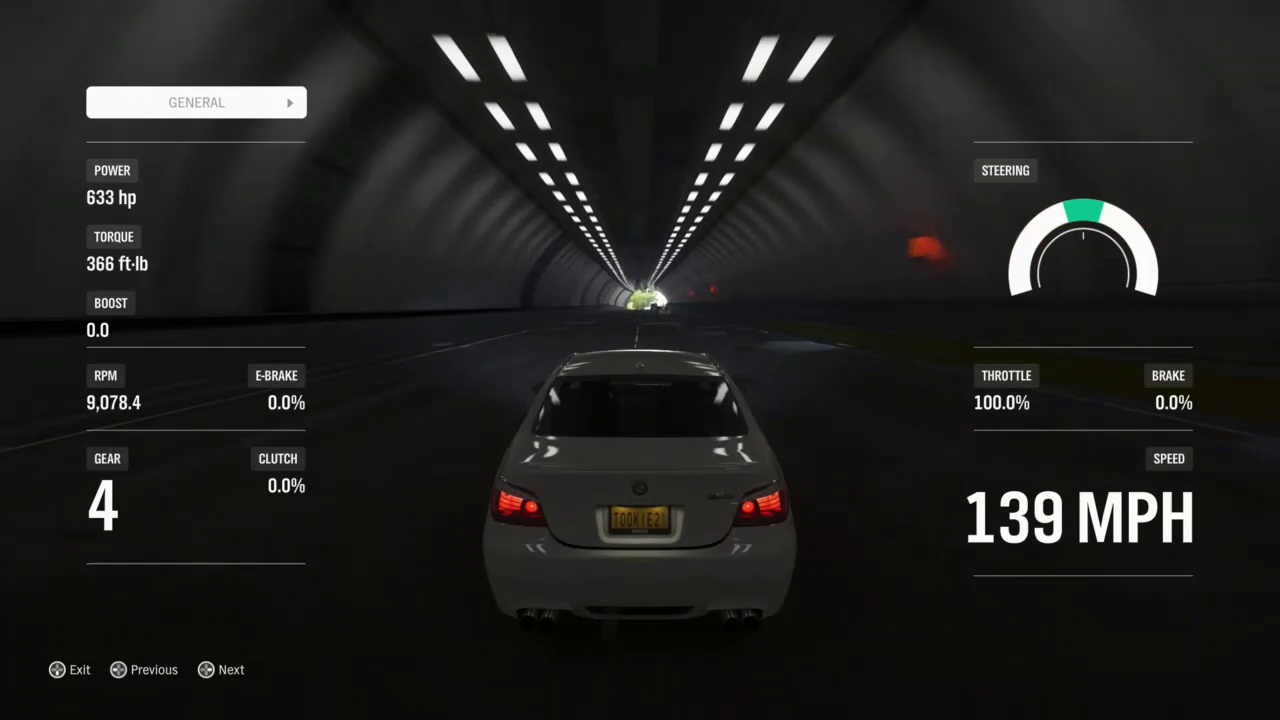 GENERAL
POWER
633 hp
TORQUE
366 ft·lb
BOOST
0.0
RPM
E-BRAKE
9,078.4
0.0%
GEAR
CLUTCH
4
0.0%
STEERING
THROTTLE
BRAKE
100.0%
0.0%
SPEED
139 MPH
TOOKIE2
Exit
Previous
Next